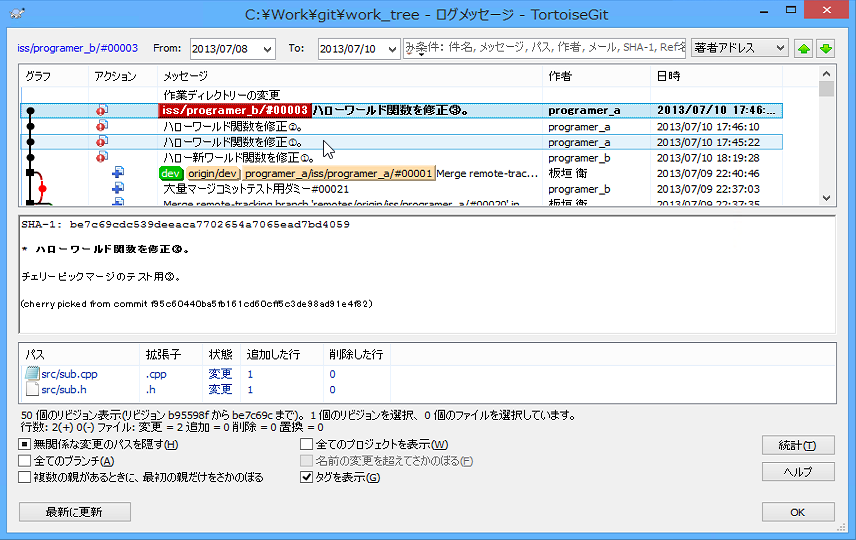 C:¥Work¥git¥work_tree - ログメッセージ - TortoiseGit
iss/programer_b/#00003 From: 2013/07/08 To: 2013/07/10 み条件: 件名, メッセージ, パス, 作者, メール, SHA-1, Ref名 著者アドレス
グラフ アクション メッセージ 作者 日時
作業ディレクトリーの変更
iss/programer_b/#00003 ハローワールド関数を修正③。 programer_a 2013/07/10 17:46:...
ハローワールド関数を修正②。 programer_a 2013/07/10 17:46:10
ハローワールド関数を修正①。 programer_a 2013/07/10 17:45:22
ハロー新ワールド関数を修正①。 programer_b 2013/07/10 18:19:28
dev origin/dev programer_a/iss/programer_a/#00001 Merge remote-trac... 板垣 衛 2013/07/09 22:40:46
大量マージコミットテスト用ダミー#00021 programer_b 2013/07/09 22:37:03
Merge remote-tracking branch 'remotes/origin/iss/programer_a/#00020' in 板垣 衛 2013/07/09 22:37:35
SHA-1: be7c69cdc539deeaca7702654a7065ead7bd4059
* ハローワールド関数を修正③。
チェリーピックマージのテスト用③。
(cherry picked from commit f95c60440ba5fb161cd60cff5c3de98ad91e4f82)
パス 拡張子 状態 追加した行 削除した行
src/sub.cpp .cpp 変更 1 0
src/sub.h .h 変更 1 0
50 個のリビジョン表示(リビジョン b95598f から be7c69c まで)。 1 個のリビジョンを選択、0 個のファイルを選択しています。
行数: 2(+) 0(-) ファイル: 変更 = 2 追加 = 0 削除 = 0 置換 = 0
無関係な変更のパスを隠す(H) 全てのプロジェクトを表示(W) 統計(T)
全てのブランチ(A) 名前の変更を超えてさかのぼる(F) ヘルプ
複数の親があるときに、最初の親だけをさかのぼる タグを表示(G)
最新に更新 OK